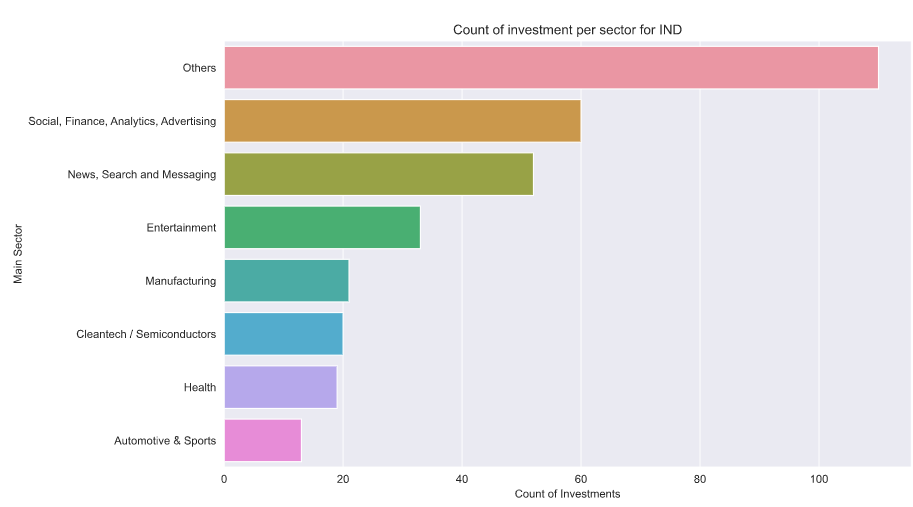 Count of investment per sector for IND
Main Sector
Others
Social, Finance, Analytics, Advertising
News, Search and Messaging
Entertainment
Manufacturing
Cleantech / Semiconductors
Health
Automotive & Sports
0 20 40 60 80 100
Count of Investments